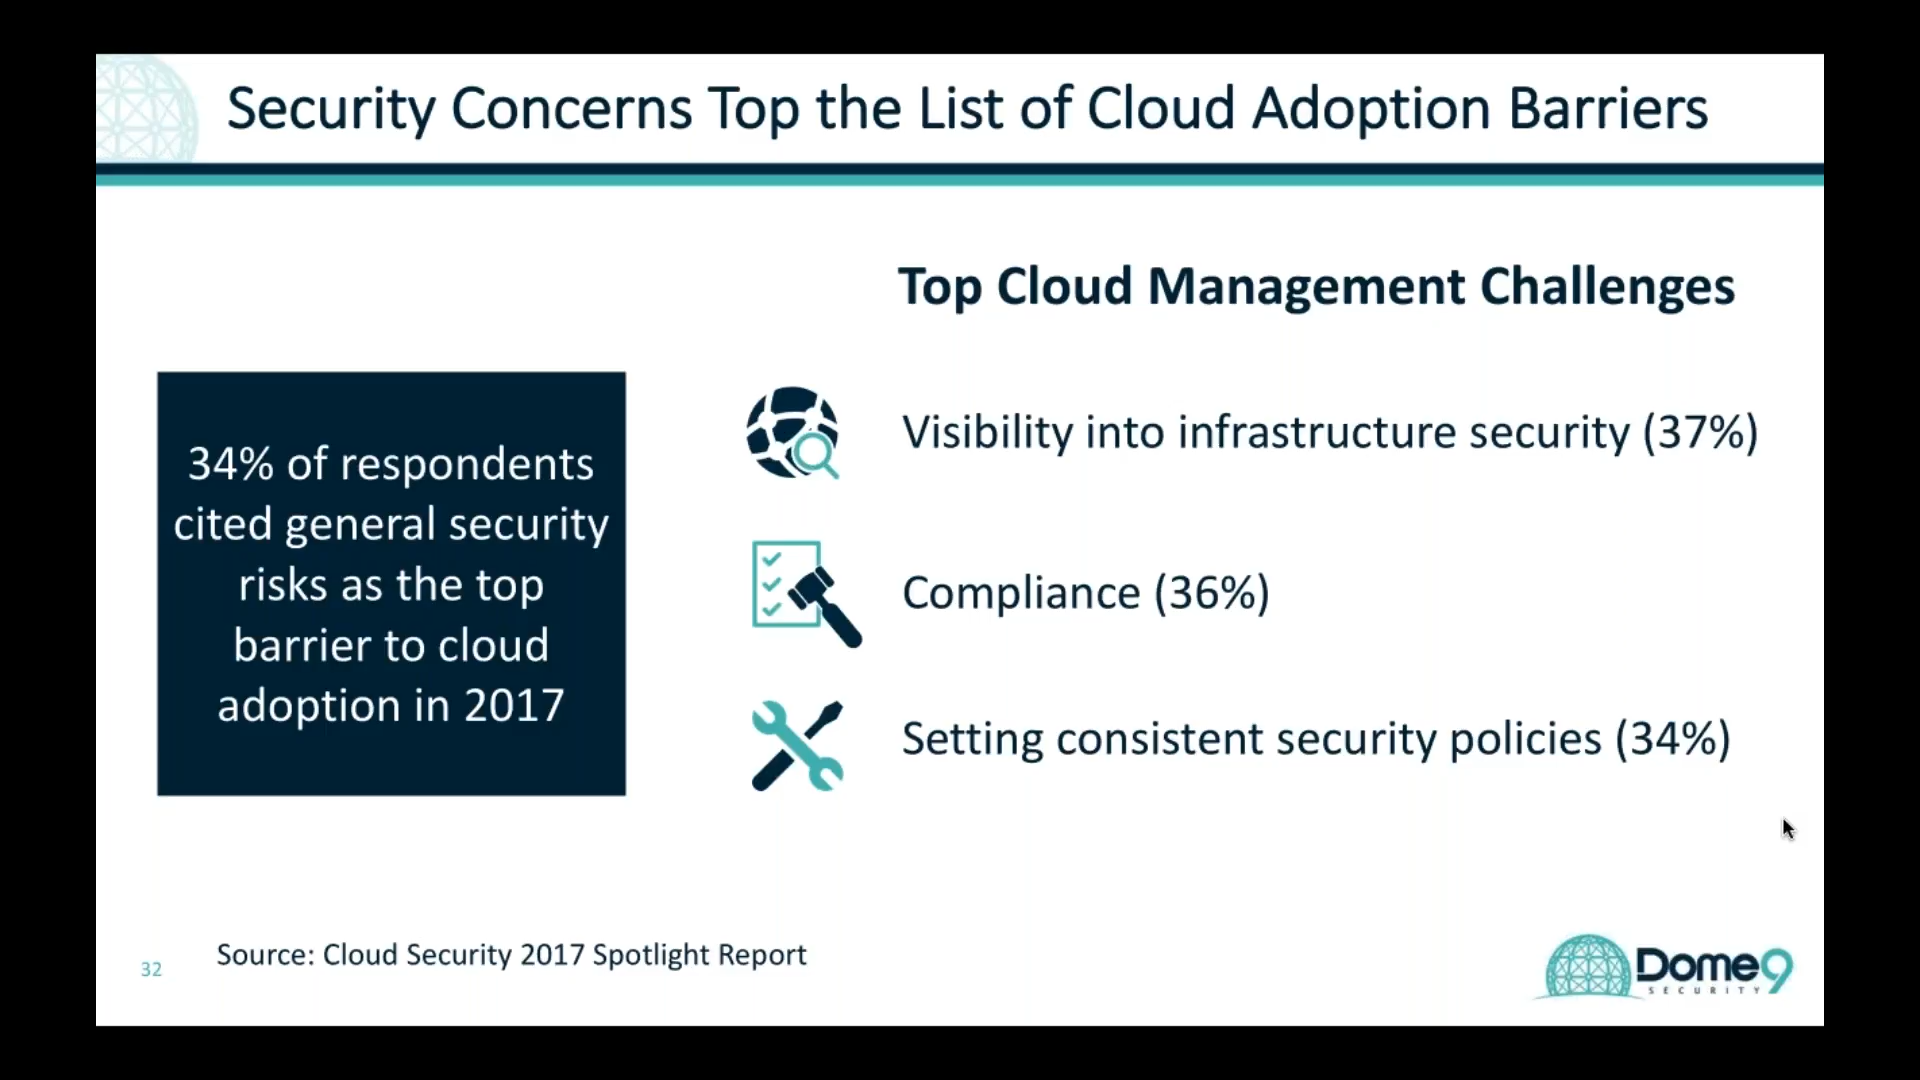 Security Concerns Top the List of Cloud Adoption Barriers
Top Cloud Management Challenges
34% of respondents
cited general security
risks as the top
barrier to cloud
adoption in 2017
Visibility into infrastructure security (37%)
Compliance (36%)
Setting consistent security policies (34%)
32
Source: Cloud Security 2017 Spotlight Report
Dome9
SECURITY